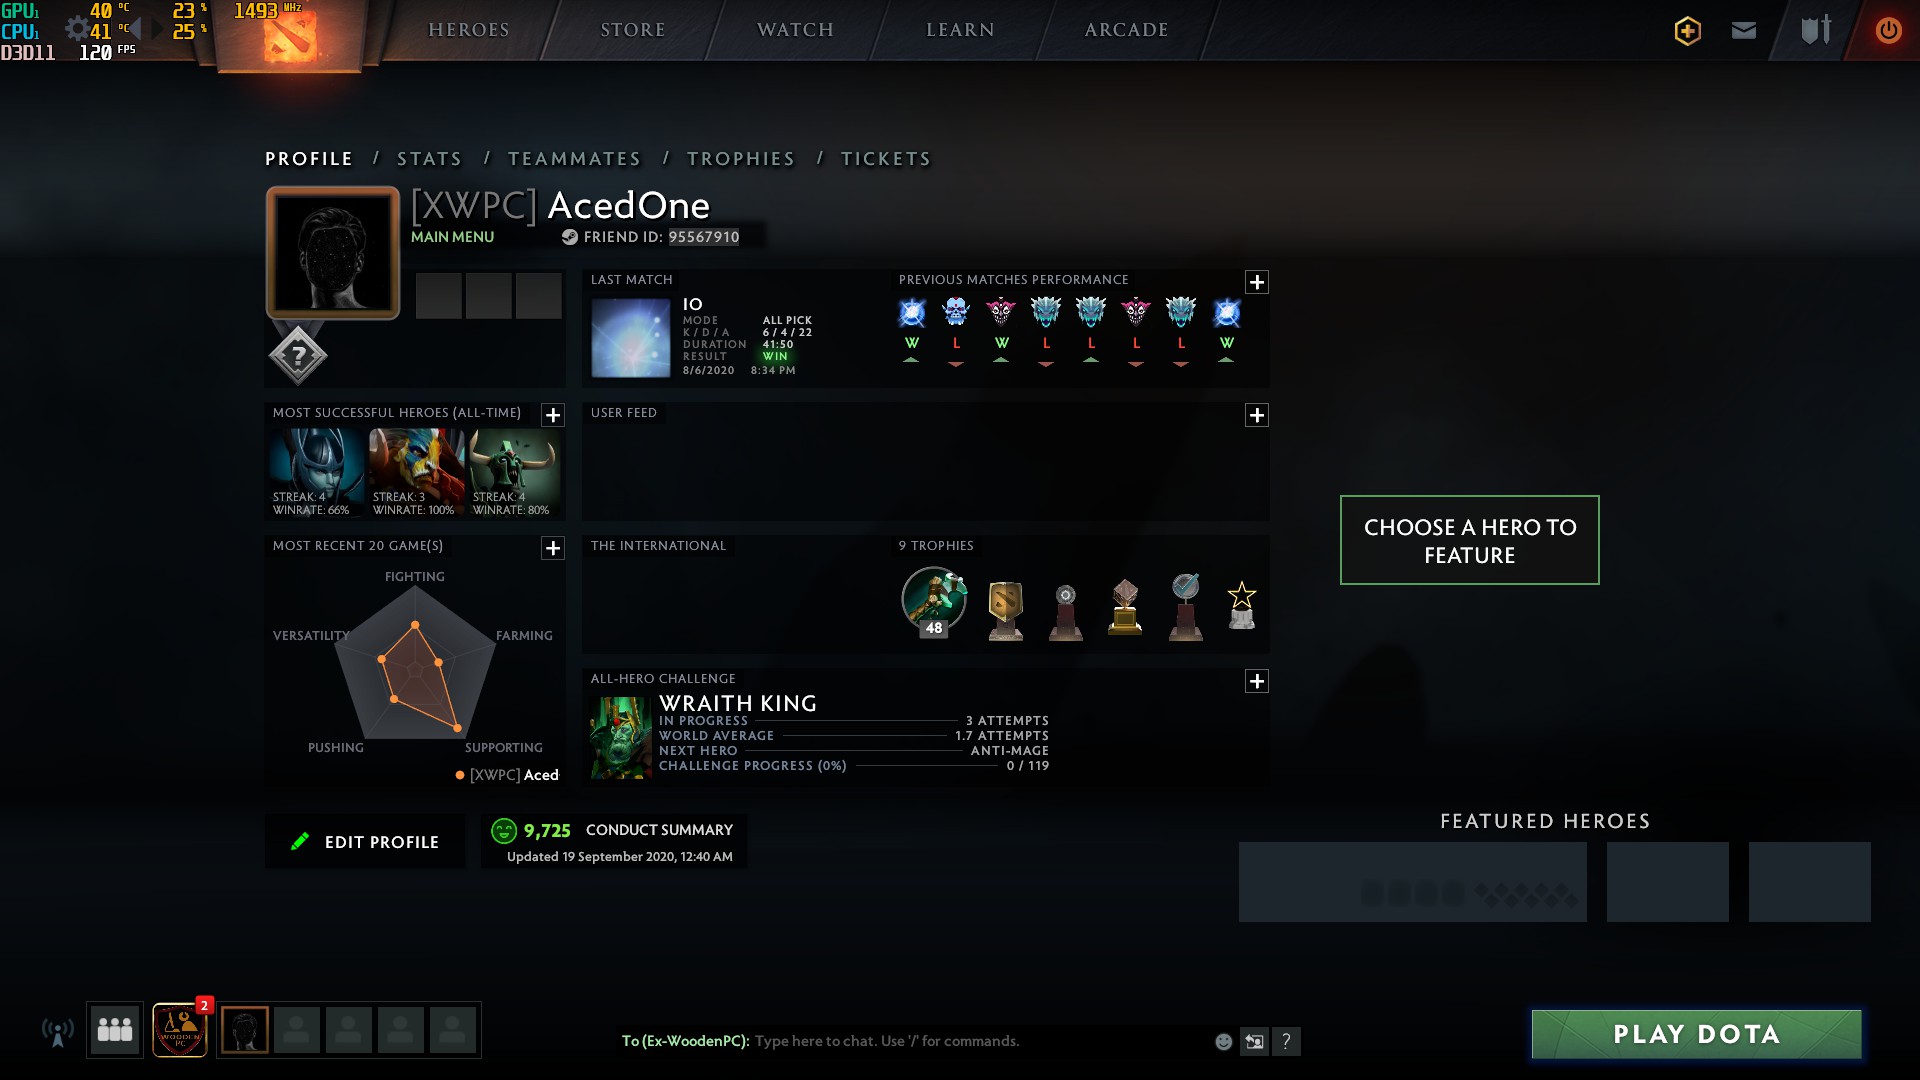 GPU1 40 °C 23 % 1493 MHz
CPU1 41 °C 25 %
D3D11 120 FPS
HEROES STORE WATCH LEARN ARCADE
PROFILE / STATS / TEAMMATES / TROPHIES / TICKETS
[XWPC] AcedOne
MAIN MENU FRIEND ID: 95567910
LAST MATCH
IO
MODE ALL PICK
K / D / A 6 / 4 / 22
DURATION 41:50
RESULT WIN
8/6/2020 8:34 PM
PREVIOUS MATCHES PERFORMANCE
W L W L L L L W
?
MOST SUCCESSFUL HEROES (ALL-TIME)
STREAK: 4 STREAK: 3 STREAK: 4
WINRATE: 66% WINRATE: 100% WINRATE: 80%
USER FEED
MOST RECENT 20 GAME(S)
FIGHTING
VERSATILITY FARMING
PUSHING SUPPORTING
[XWPC] Aced
THE INTERNATIONAL
9 TROPHIES
48
CHOOSE A HERO TO
FEATURE
ALL-HERO CHALLENGE
WRAITH KING
IN PROGRESS 3 ATTEMPTS
WORLD AVERAGE 1.7 ATTEMPTS
NEXT HERO ANTI-MAGE
CHALLENGE PROGRESS (0%) 0 / 119
EDIT PROFILE
9,725 CONDUCT SUMMARY
Updated 19 September 2020, 12:40 AM
FEATURED HEROES
2
WOODEN
PC
To (Ex-WoodenPC): Type here to chat. Use '/' for commands.
?
PLAY DOTA